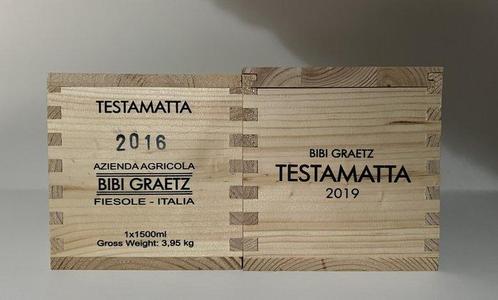 TESTAMATTA
2016
AZIENDA AGRICOLA
BIBI GRAETZ
FIESOLE - ITALIA
1x1500ml
Gross Weight: 3,95 kg
BIBI GRAETZ
TESTAMATTA
2019